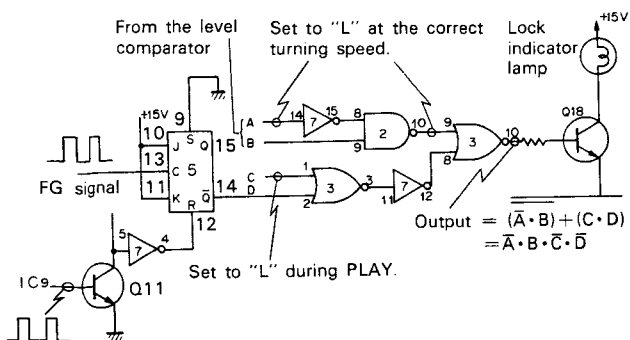 From the level
comparator
Set to "L" at the correct
turning speed.
+15V
Lock
indicator
lamp
+15V
9
10
13
11
S
J
Q
C
5
K
Q̅
R
15
14
12
A
B
14
7
15
8
9
2
10
9
8
3
10
Q18
FG signal
C
D
1
2
3
3
11
7
12
Output = (A̅·B)+(C·D)
=A̅·B·C̅·D̅
Set to "L" during PLAY.
5
7
4
IC9
Q11